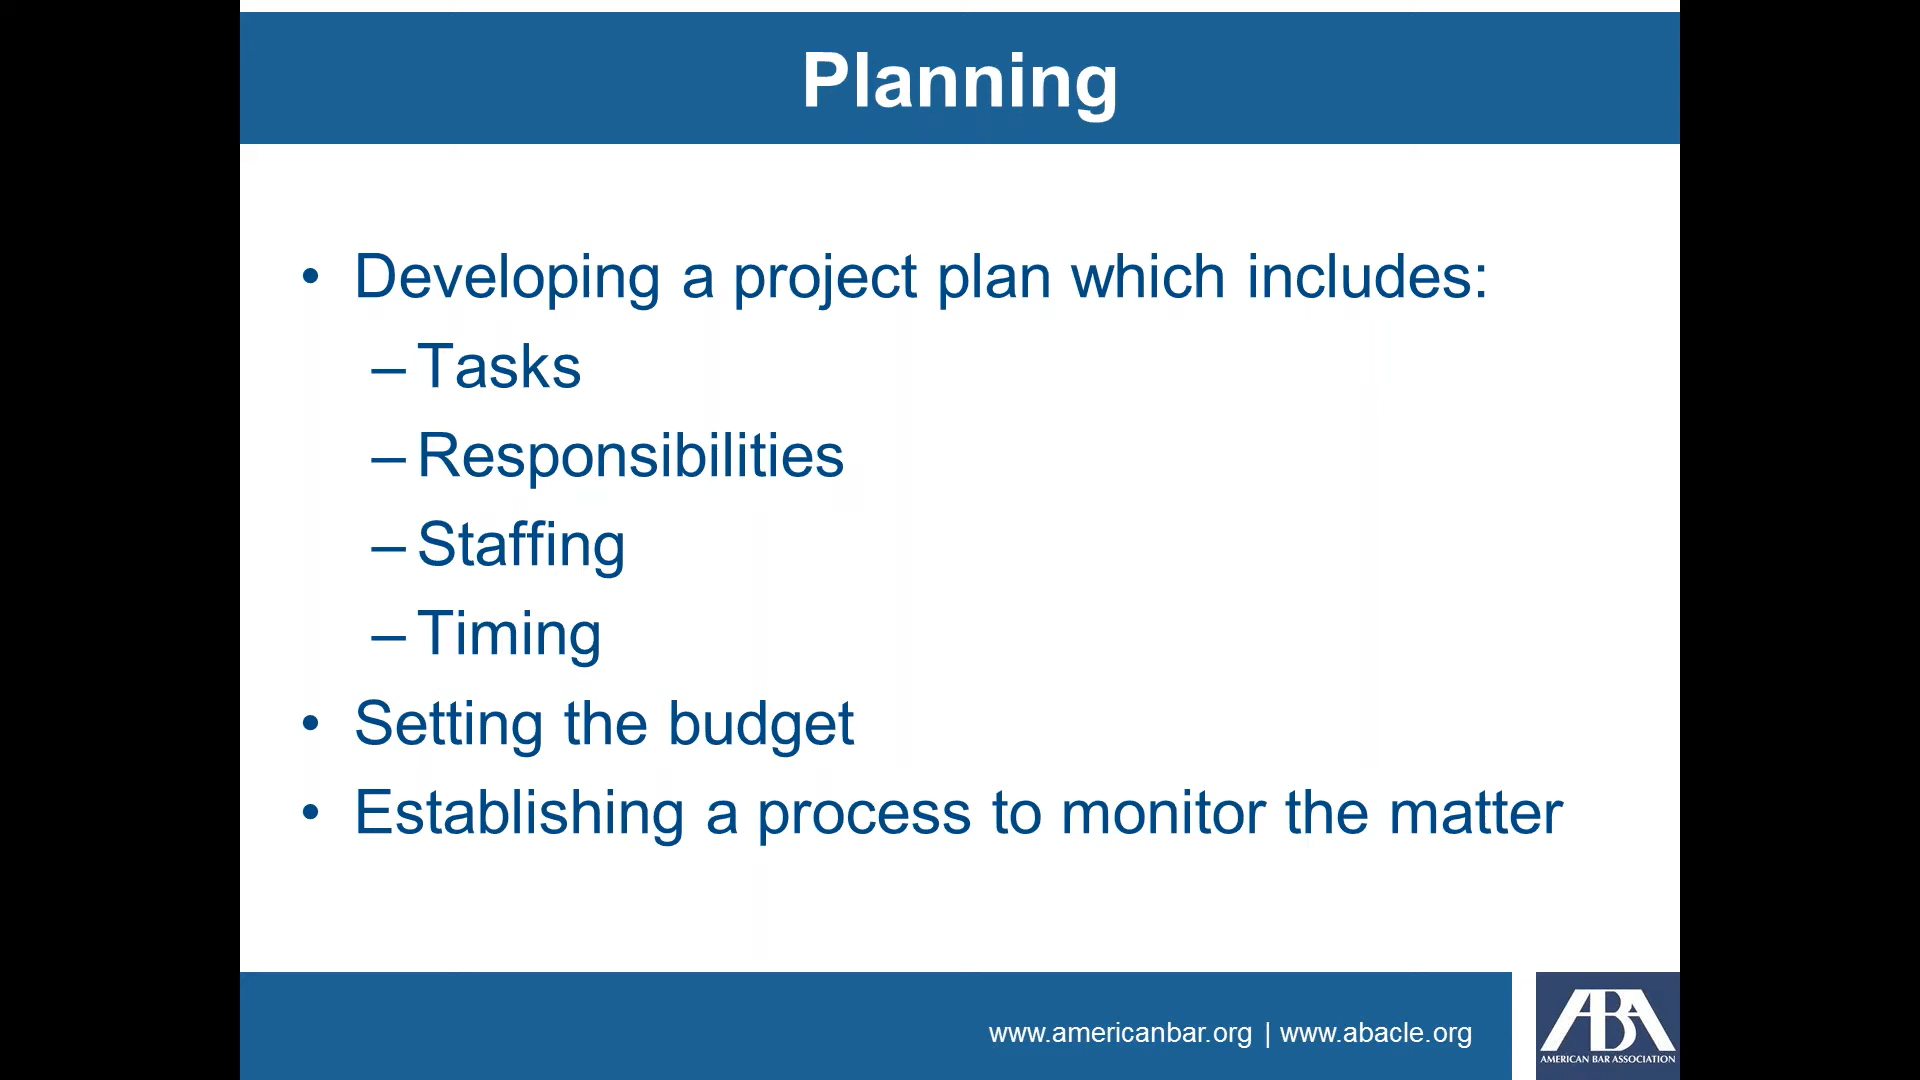 Planning
• Developing a project plan which includes:
– Tasks
– Responsibilities
– Staffing
– Timing
• Setting the budget
• Establishing a process to monitor the matter
www.americanbar.org | www.abacle.org
ABA
AMERICAN BAR ASSOCIATION